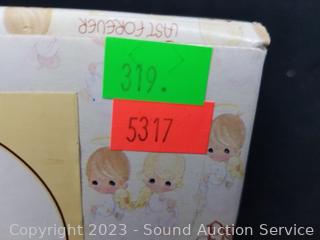 LAST FOREVER
319.
5317
Copyright 2023 - Sound Auction Service